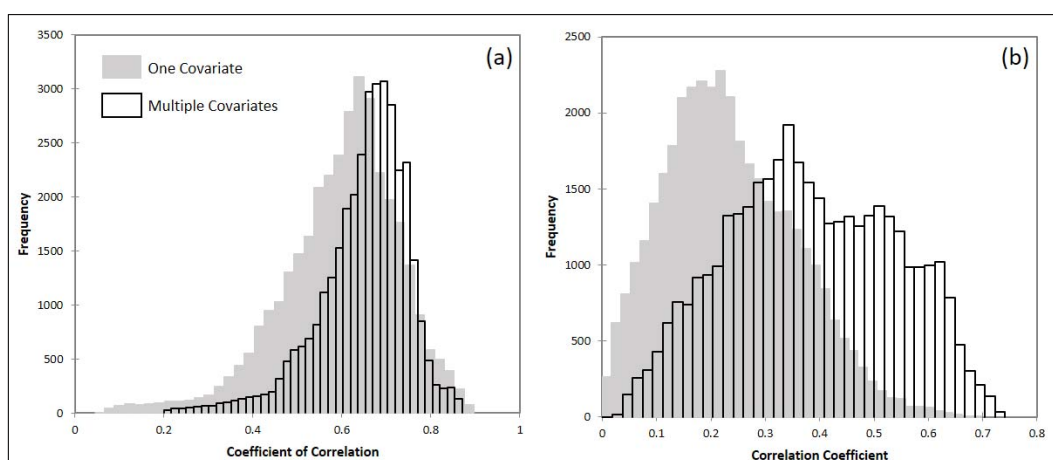 (a)
One Covariate
Multiple Covariates
Frequency
3500
3000
2500
2000
1500
1000
500
0
0 0.2 0.4 0.6 0.8 1
Coefficient of Correlation
(b)
Frequency
2500
2000
1500
1000
500
0
0 0.1 0.2 0.3 0.4 0.5 0.6 0.7 0.8
Correlation Coefficient